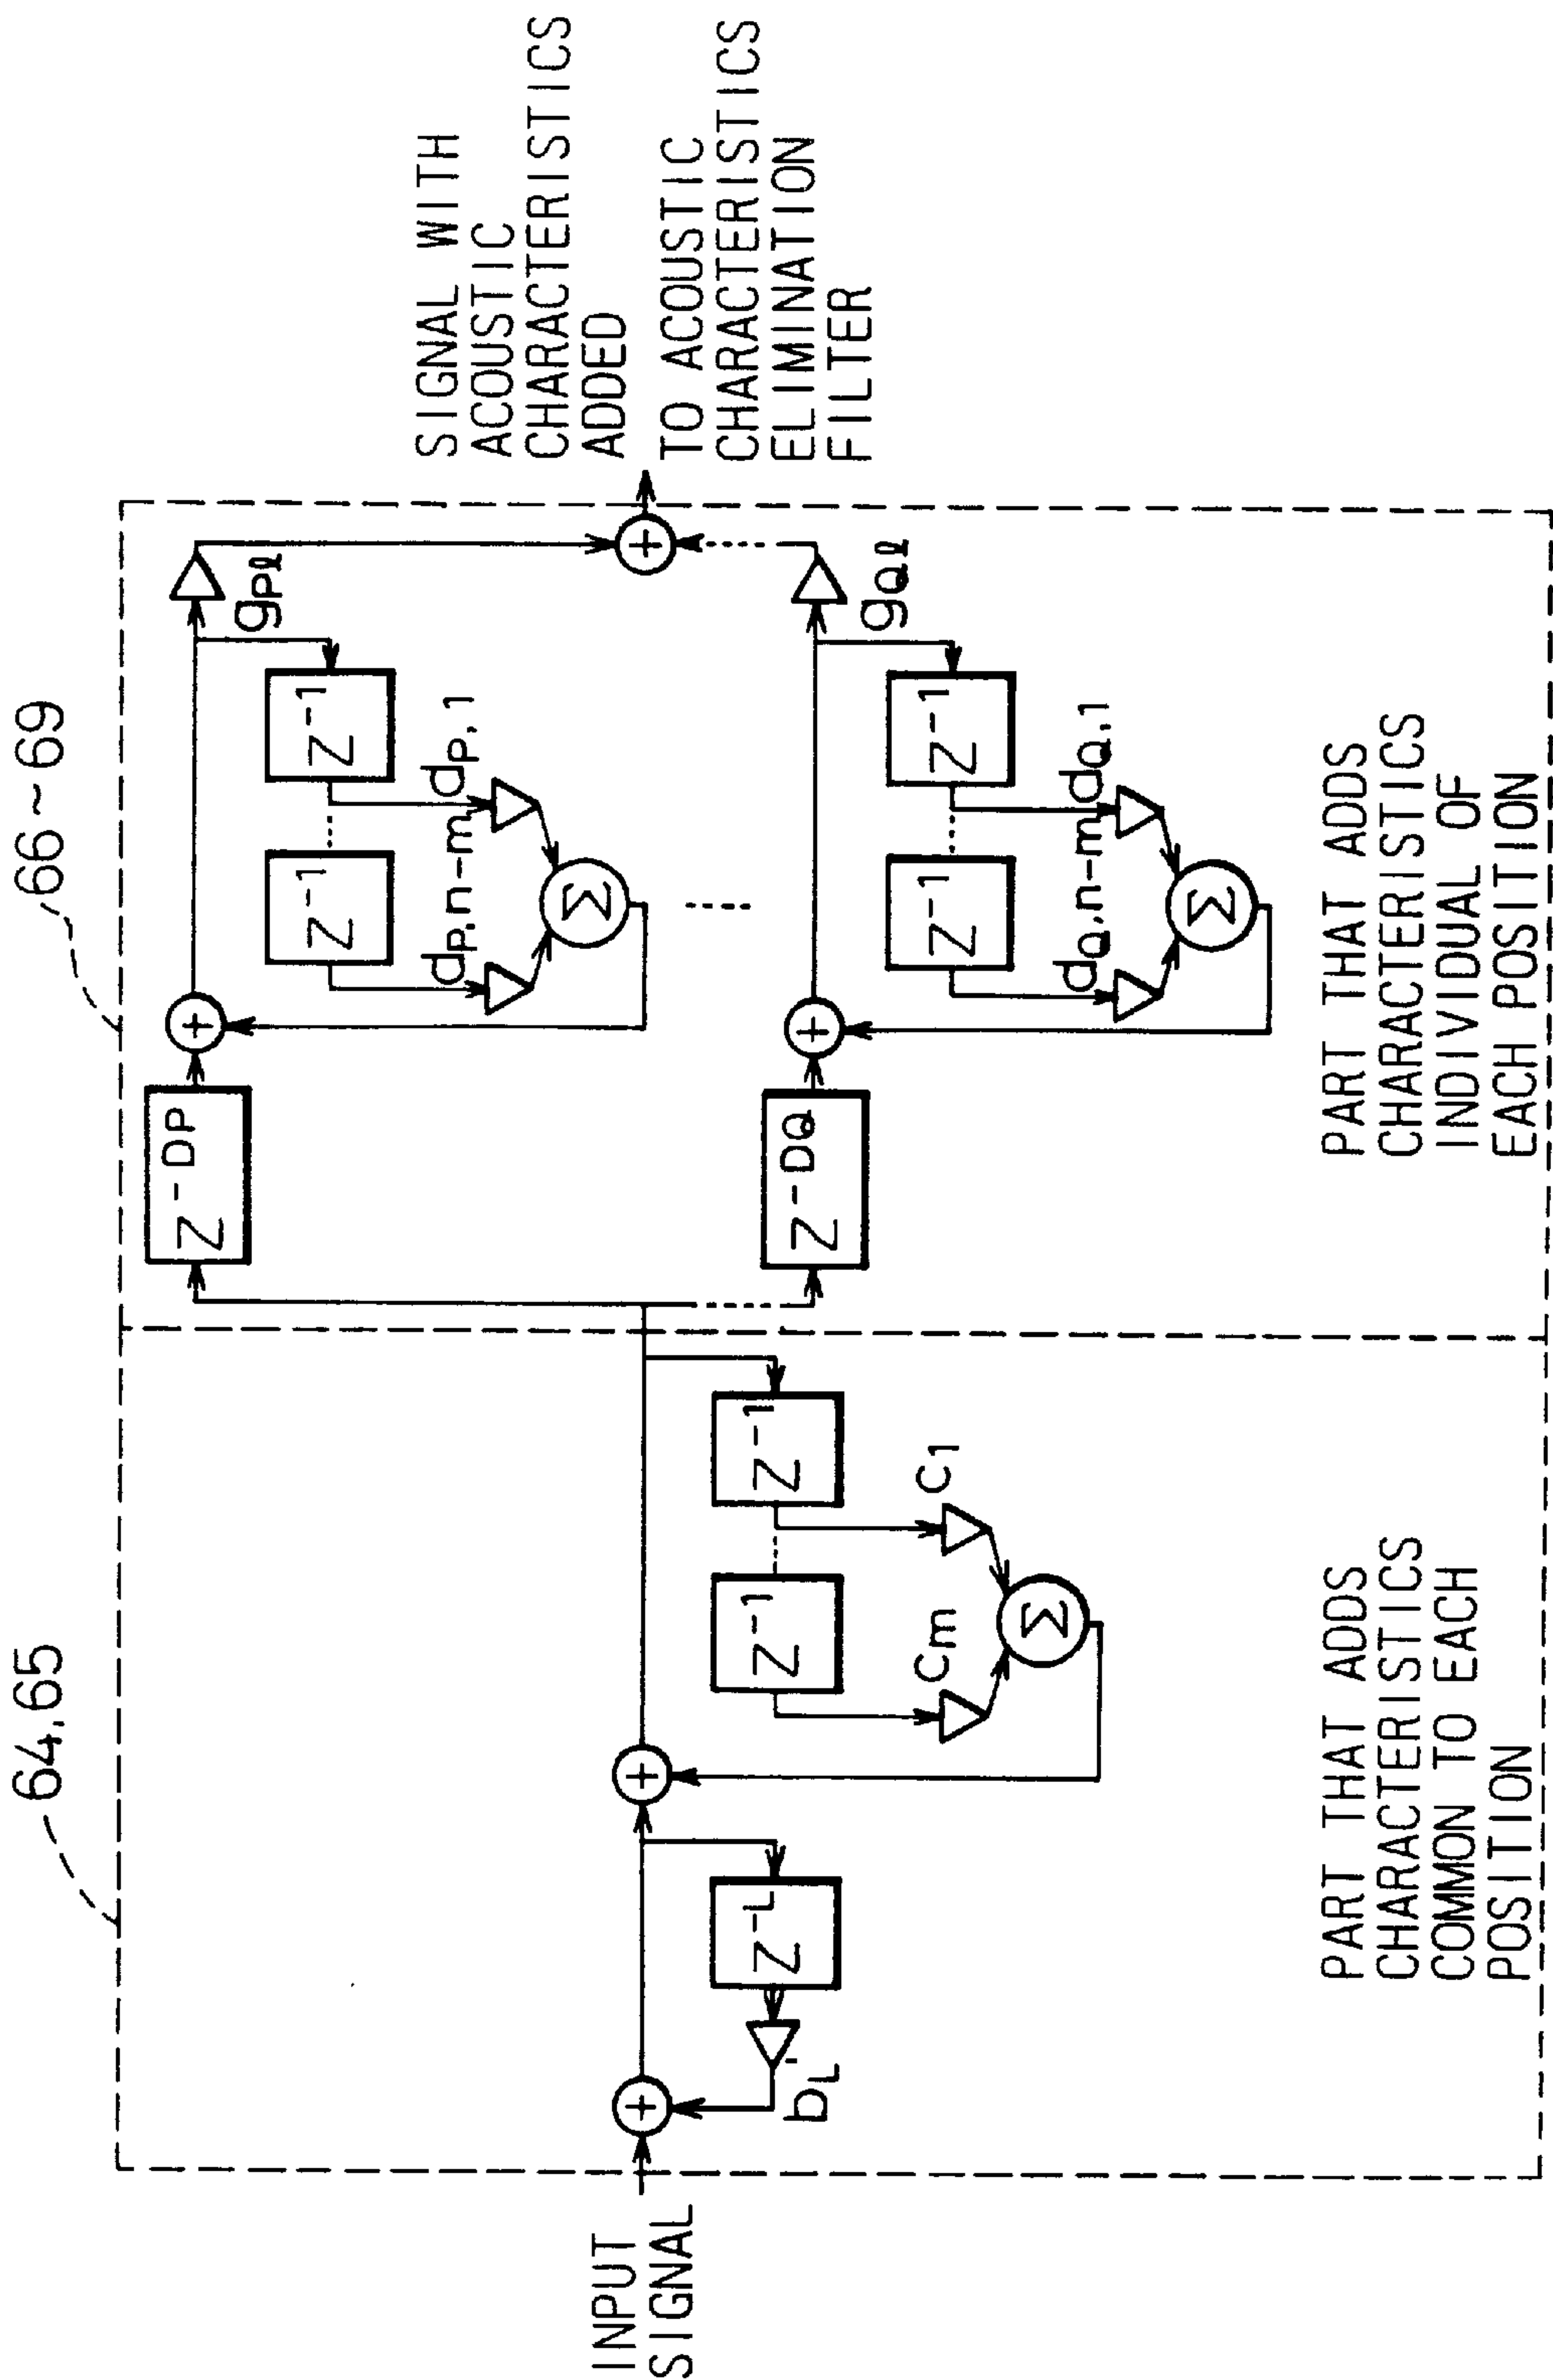 64,65
66~69
INPUT
SIGNAL
+
Z-L
bL
+
Z-1
Z-1
Cm
C1
Σ
PART THAT ADDS
CHARACTERISTICS
COMMON TO EACH
POSITION
Z-DP
+
Z-1
Z-1
dP,n-m
dP,1
Σ
gPℓ
Z-DQ
+
Z-1
Z-1
dQ,n-m
dQ,1
Σ
gQℓ
+
PART THAT ADDS
CHARACTERISTICS
INDIVIDUAL OF
EACH POSITION
SIGNAL WITH
ACOUSTIC
CHARACTERISTICS
ADDED
TO ACOUSTIC
CHARACTERISTICS
ELIMINATION
FILTER